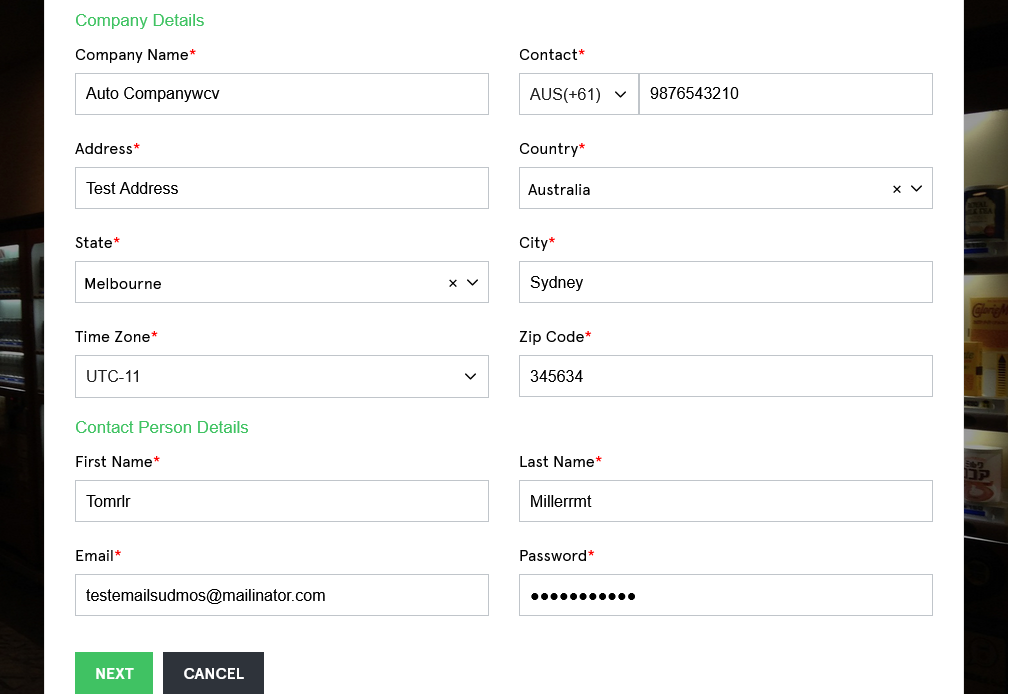 Company Details
Company Name* Contact*
Auto Companywcv AUS(+61) 9876543210
Address* Country*
Test Address Australia ×
State* City*
Melbourne × Sydney
Time Zone* Zip Code*
UTC-11 345634
Contact Person Details
First Name* Last Name*
Tomrlr Millerrmt
Email* Password*
testemailsudmos@mailinator.com •••••••••••
NEXT CANCEL